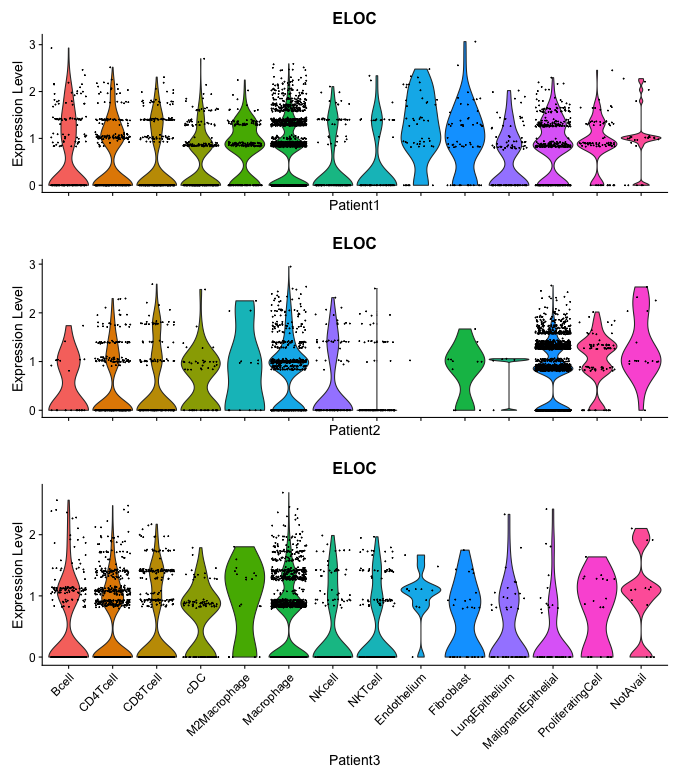 ELOC
Expression Level
3
2
1
0
Patient1
ELOC
Expression Level
3
2
1
0
Patient2
ELOC
Expression Level
2
1
0
Bcell
CD4Tcell
CD8Tcell
cDC
M2Macrophage
Macrophage
NKcell
NKTcell
Endothelium
Fibroblast
LungEpithelium
MalignantEpithelial
ProliferatingCell
NotAvail
Patient3